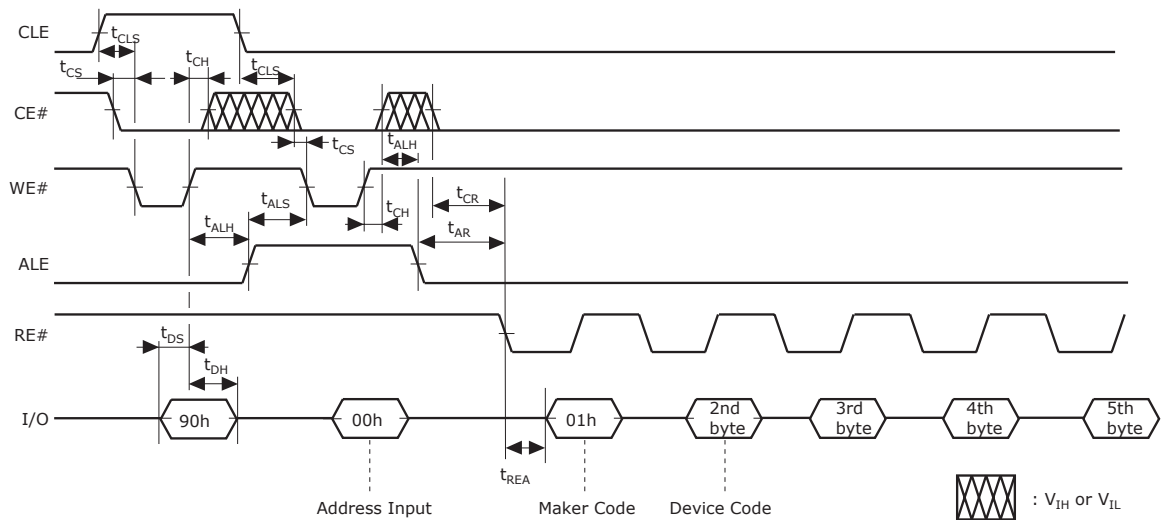 CLE
tCLS
tCS
tCH
tCLS
CE#
tCS
tALH
WE#
tCH
tCR
tALH
tALS
tAR
ALE
RE#
tDS
tDH
I/O
90h
00h
01h
2nd
byte
3rd
byte
4th
byte
5th
byte
tREA
Address Input
Maker Code
Device Code
: VIH or VIL